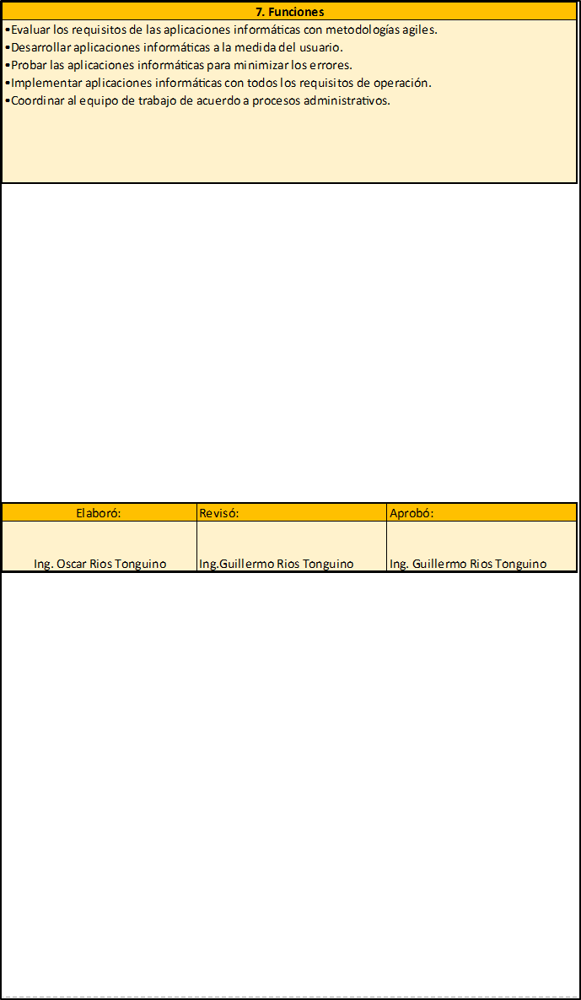 7. Funciones
•Evaluar los requisitos de las aplicaciones informáticas con metodologías agiles.
•Desarrollar aplicaciones informáticas a la medida del usuario.
•Probar las aplicaciones informáticas para minimizar los errores.
•Implementar aplicaciones informáticas con todos los requisitos de operación.
•Coordinar al equipo de trabajo de acuerdo a procesos administrativos.
Elaboró: Revisó: Aprobó:
Ing. Oscar Rios Tonguino Ing.Guillermo Rios Tonguino Ing. Guillermo Rios Tonguino